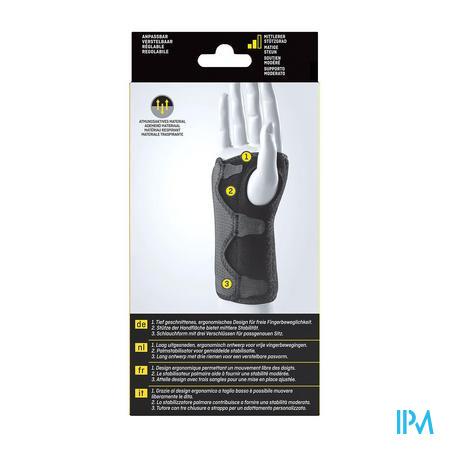 ANPASSBAR
VERSTELBAAR
RÉGLABLE
REGOLABILE
MITTLERER
STÜTZGRAD
MATIGE
STEUN
SOUTIEN
MODÉRÉ
SUPPORTO
MODERATO
ATMUNGSAKTIVES MATERIAL
ADEMEND MATERIAAL
MATÉRIAU RESPIRANT
MATERIALE TRASPIRANTE
1
2
3
de
1. Tief geschnittenes, ergonomisches Design für freie Fingerbeweglichkeit.
2. Stütze der Handfläche bietet mittlere Stabilität.
3. Schlauchform mit drei Verschlüssen für passgenauen Sitz.
nl
1. Laag uitgesneden, ergonomisch ontwerp voor vrije vingerbewegingen.
2. Palmstabilisator voor gemiddelde stabilisatie.
3. Lang ontwerp met drie riemen voor een verstelbare pasvorm.
fr
1. Design ergonomique permettant un mouvement libre des doigts.
2. Le stabilisateur palmaire aide à fournir une stabilité modérée.
3. Attelle design avec trois sangles pour une mise en place ajustée.
it
1. Grazie al design ergonomico a taglio basso è possibile muovere
liberamente le dita.
2. Lo stabilizzatore palmare contribuisce a fornire una stabilità moderata.
3. Tutore con tre chiusure a strappo per un adattamento personalizzato.
IPM